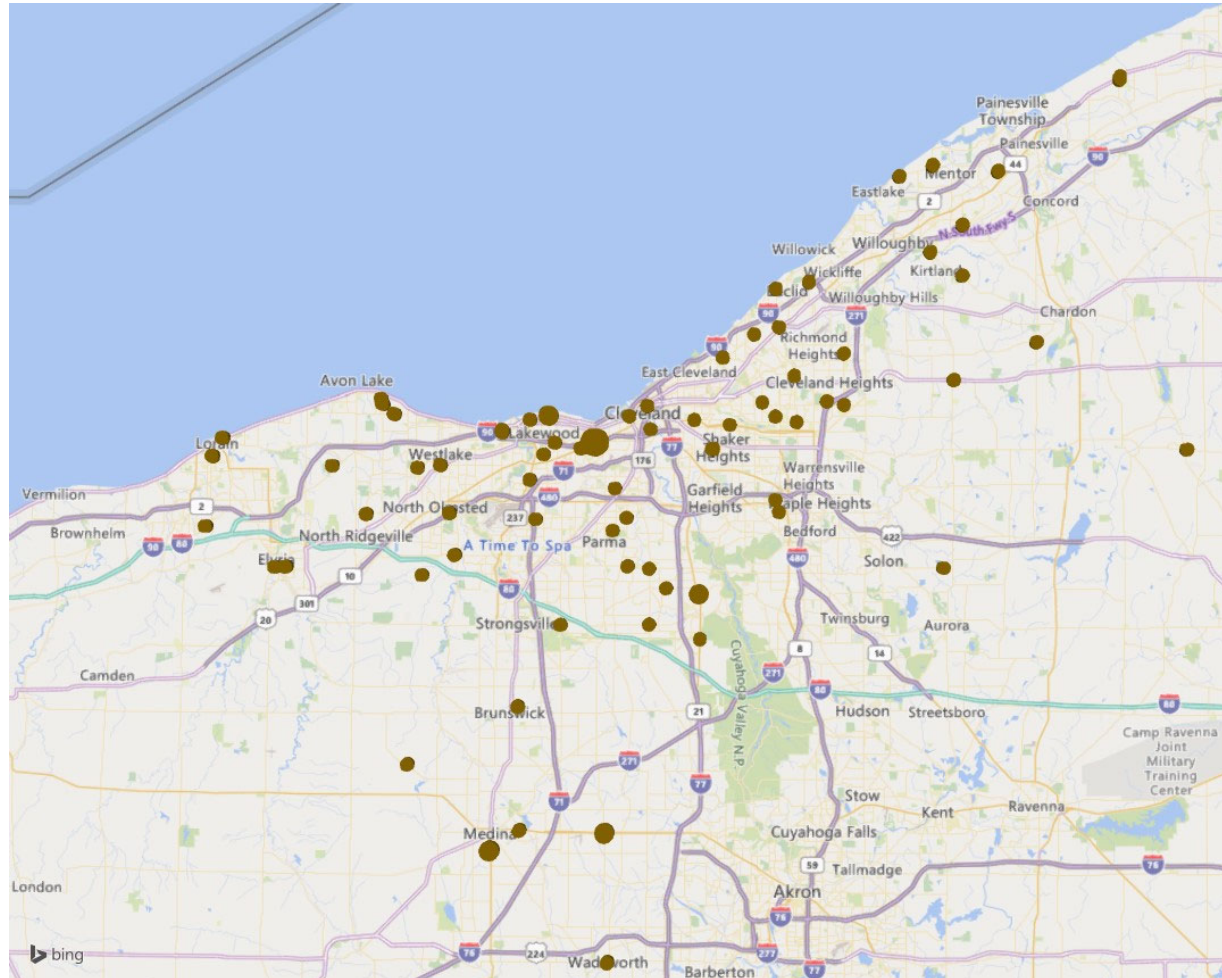 Painesville
Township
Painesville
90
44
Mentor
Eastlake
2
Concord
N South Fwy S
Willoughby
Willowick
Wickliffe
Kirtland
Euclid
Willoughby Hills
90
271
Chardon
Richmond
Heights
90
East Cleveland
Cleveland Heights
Avon Lake
Cleveland
90
Lakewood
Lorain
Shaker
Heights
77
Westlake
176
71
Warrensville
Heights
Vermilion
480
Garfield
Heights
Maple Heights
2
North Olmsted
237
Bedford
Brownhelm
North Ridgeville
Parma
422
90
80
A Time To Spa
Elyria
480
Solon
10
80
301
20
Strongsville
Twinsburg
Aurora
8
14
Cuyahoga Valley N.P.
Camden
271
80
80
Brunswick
21
Hudson
Streetsboro
Camp Ravenna
Joint
Military
Training
Center
271
77
71
Stow
Kent
Ravenna
Medina
Cuyahoga Falls
59
Tallmadge
76
London
Akron
76
bing
76
224
Wadsworth
277
77
Barberton